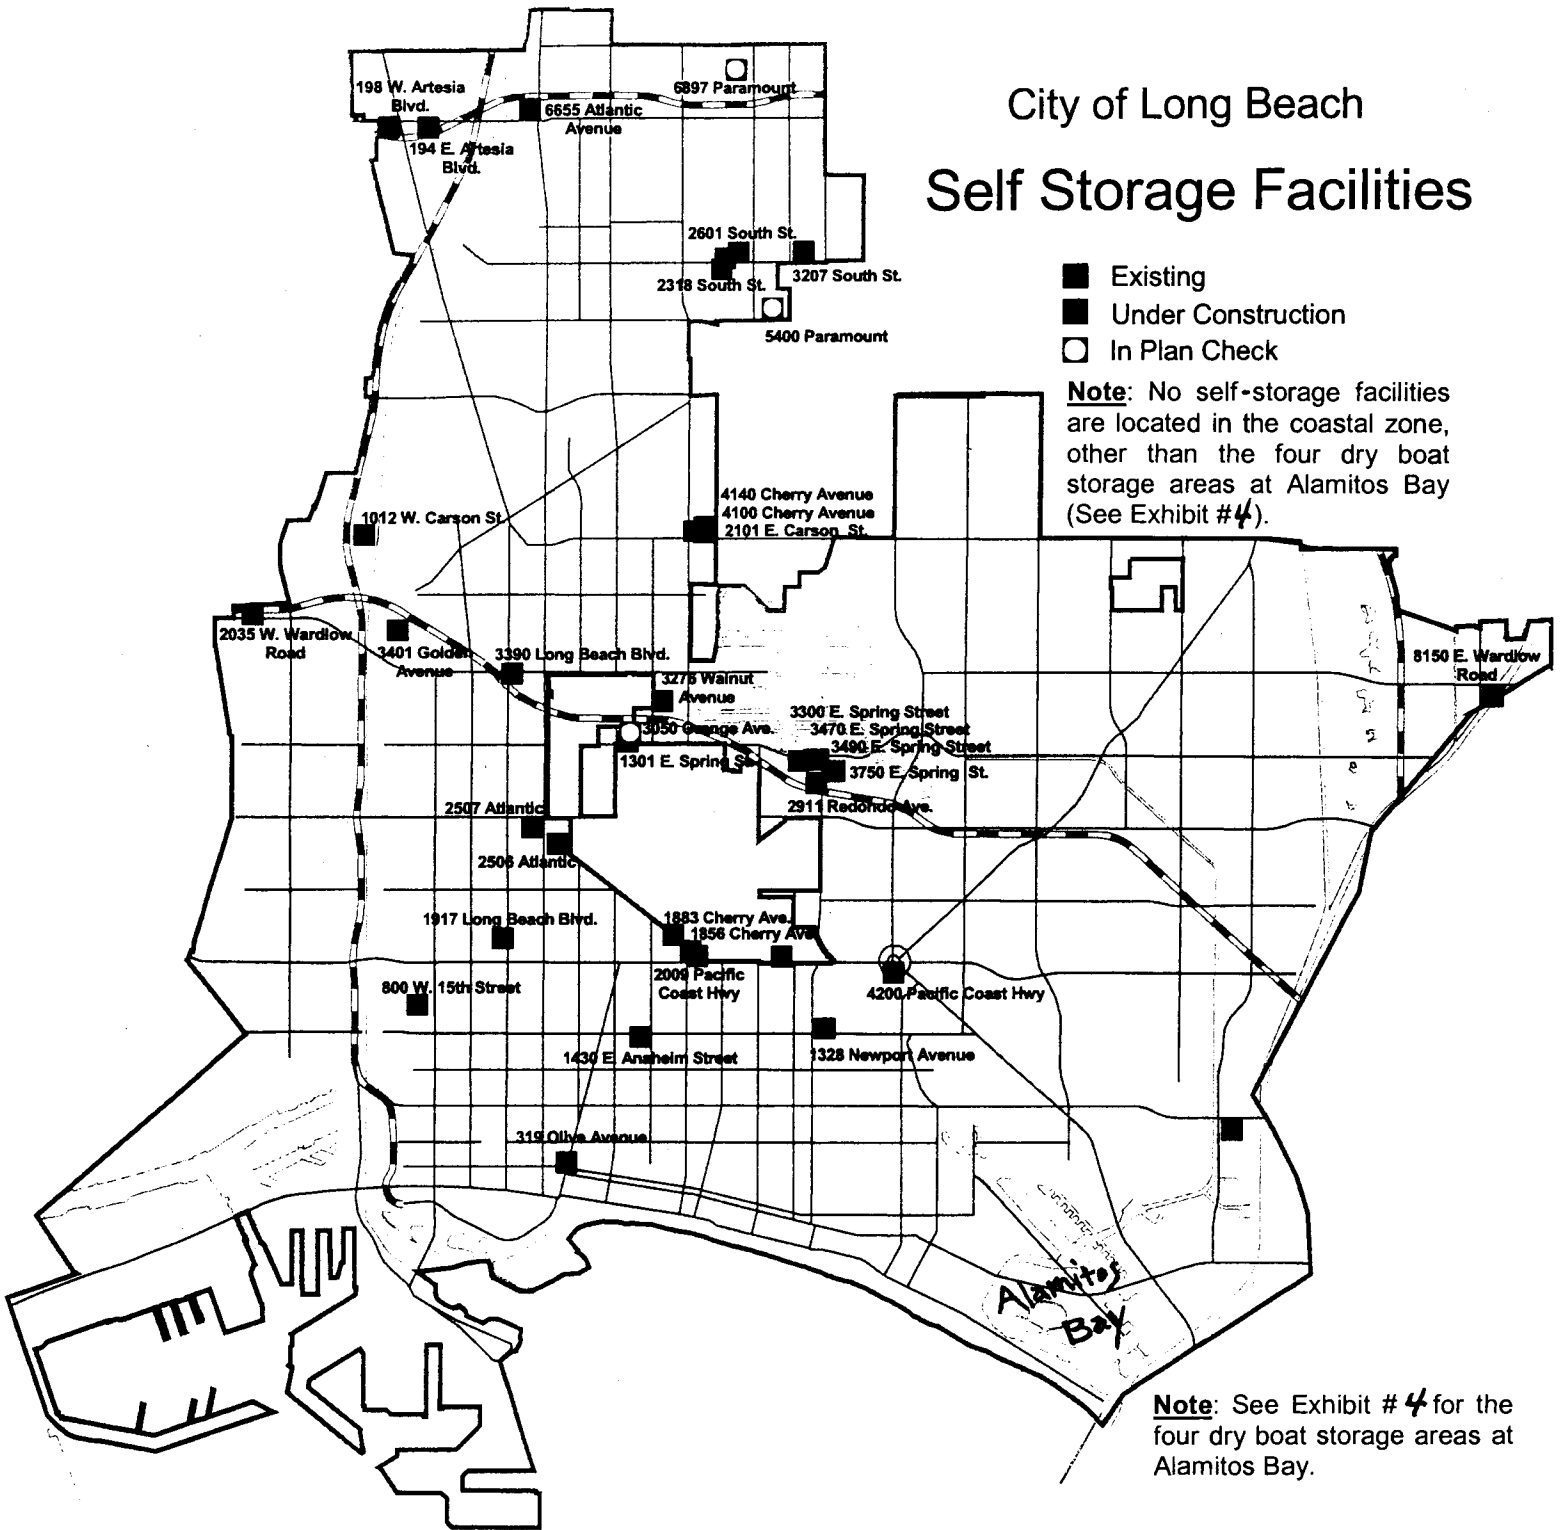 City of Long Beach
Self Storage Facilities
Existing
Under Construction
In Plan Check
Note: No self-storage facilities
are located in the coastal zone,
other than the four dry boat
storage areas at Alamitos Bay
(See Exhibit #4).
198 W. Artesia
Blvd.
194 E. Artesia
Blvd.
6655 Atlantic
Avenue
6897 Paramount
2601 South St.
2318 South St.
3207 South St.
5400 Paramount
4140 Cherry Avenue
4100 Cherry Avenue
2101 E. Carson St.
1012 W. Carson St.
2035 W. Wardlow
Road
3401 Golden
Avenue
3390 Long Beach Blvd.
3276 Walnut
Avenue
8150 E. Wardlow
Road
3050 Orange Ave.
1301 E. Spring St.
3300 E. Spring Street
3470 E. Spring Street
3490 E. Spring Street
3750 E. Spring St.
2911 Redondo Ave.
2507 Atlantic
2506 Atlantic
1917 Long Beach Blvd.
1883 Cherry Ave.
1856 Cherry Ave.
2009 Pacific
Coast Hwy
4200 Pacific Coast Hwy
800 W. 15th Street
1430 E. Anaheim Street
1328 Newport Avenue
319 Olive Avenue
Alamitos
Bay
Note: See Exhibit #4 for the
four dry boat storage areas at
Alamitos Bay.